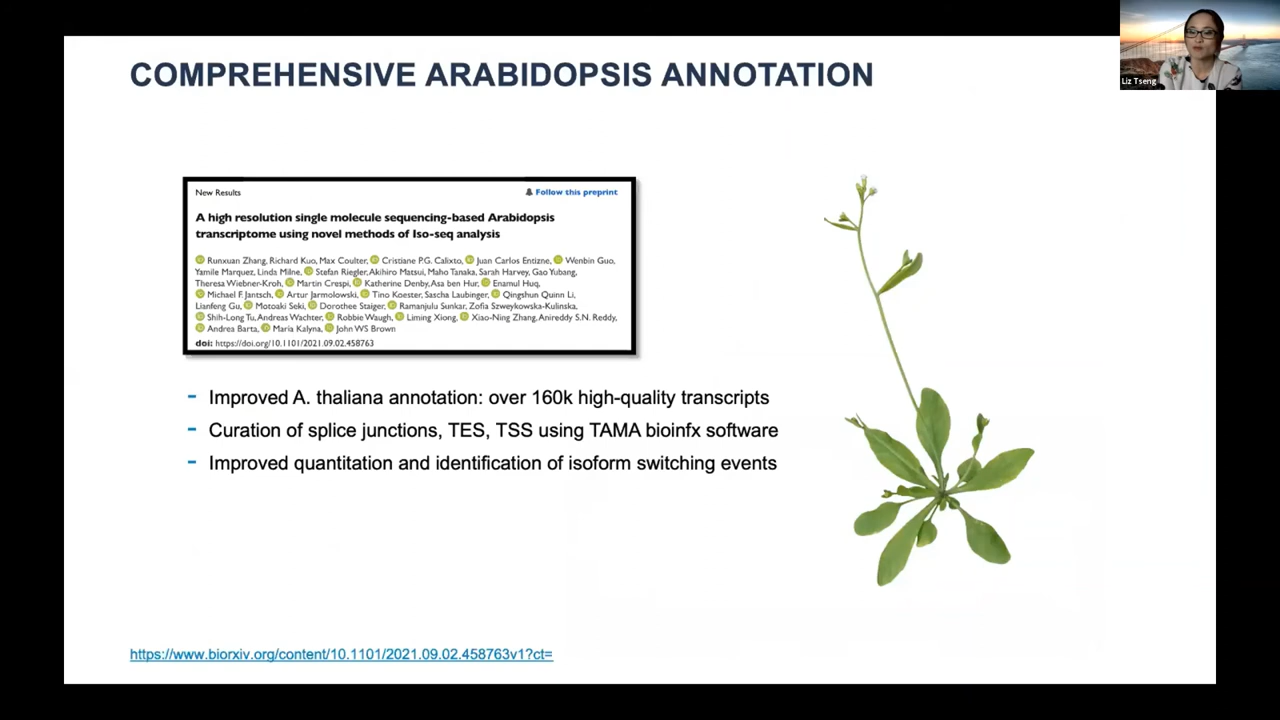 COMPREHENSIVE ARABIDOPSIS ANNOTATION
Liz Tseng
New Results
Follow this preprint
A high resolution single molecule sequencing-based Arabidopsis
transcriptome using novel methods of Iso-seq analysis
Runxuan Zhang, Richard Kuo, Max Coulter, Cristiane P.G. Calixto, Juan Carlos Entizne, Wenbin Guo,
Yamile Marquez, Linda Milne, Stefan Riegler, Akihiro Matsui, Maho Tanaka, Sarah Harvey, Gao Yubang,
Theresa Wiebner-Kroh, Martin Crespi, Katherine Denby, Asa ben Hur, Enamul Huq,
Michael F. Jantsch, Artur Jarmolowski, Tino Koester, Sascha Laubinger, Qingshun Quinn Li,
Lianfeng Gu, Motoaki Seki, Dorothee Staiger, Ramanjulu Sunkar, Zofia Szweykowska-Kulinska,
Shih-Long Tu, Andreas Wachter, Robbie Waugh, Liming Xiong, Xiao-Ning Zhang, Anireddy S.N. Reddy,
Andrea Barta, Maria Kalyna, John WS Brown
doi: https://doi.org/10.1101/2021.09.02.458763
- Improved A. thaliana annotation: over 160k high-quality transcripts
- Curation of splice junctions, TES, TSS using TAMA bioinfx software
- Improved quantitation and identification of isoform switching events
https://www.biorxiv.org/content/10.1101/2021.09.02.458763v1?ct=